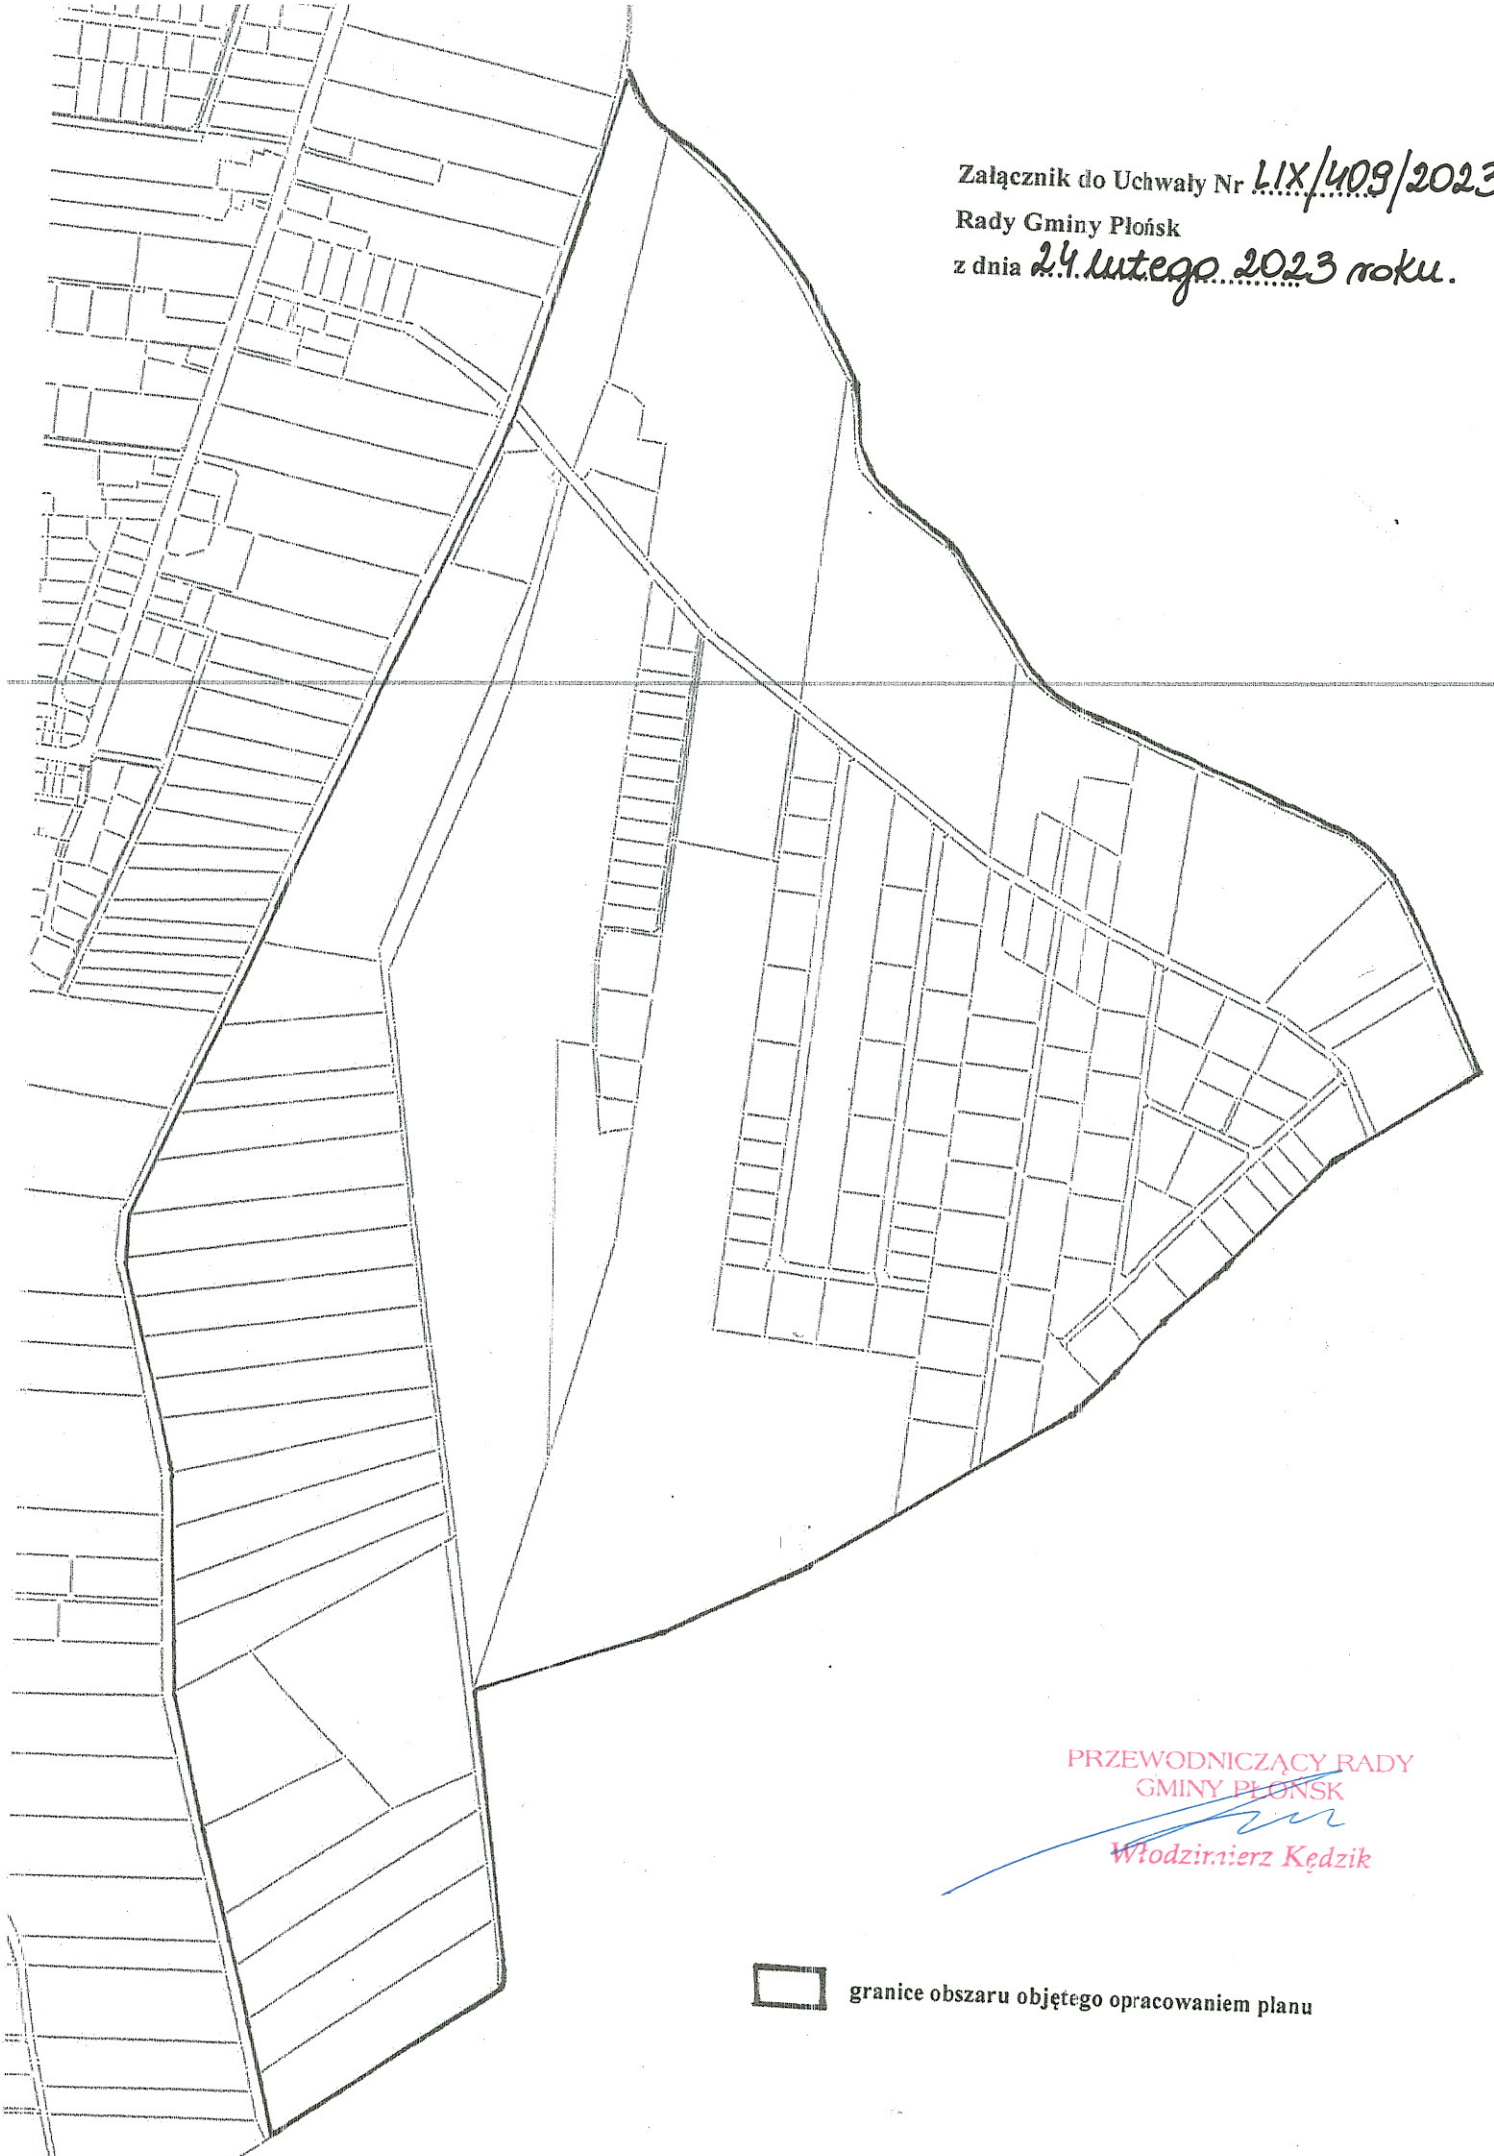 Załącznik do Uchwały Nr LIX/409/2023
Rady Gminy Płońsk
z dnia 24 lutego 2023 roku.
PRZEWODNICZĄCY RADY
GMINY PŁOŃSK
Włodzimierz Kędzik
granice obszaru objętego opracowaniem planu